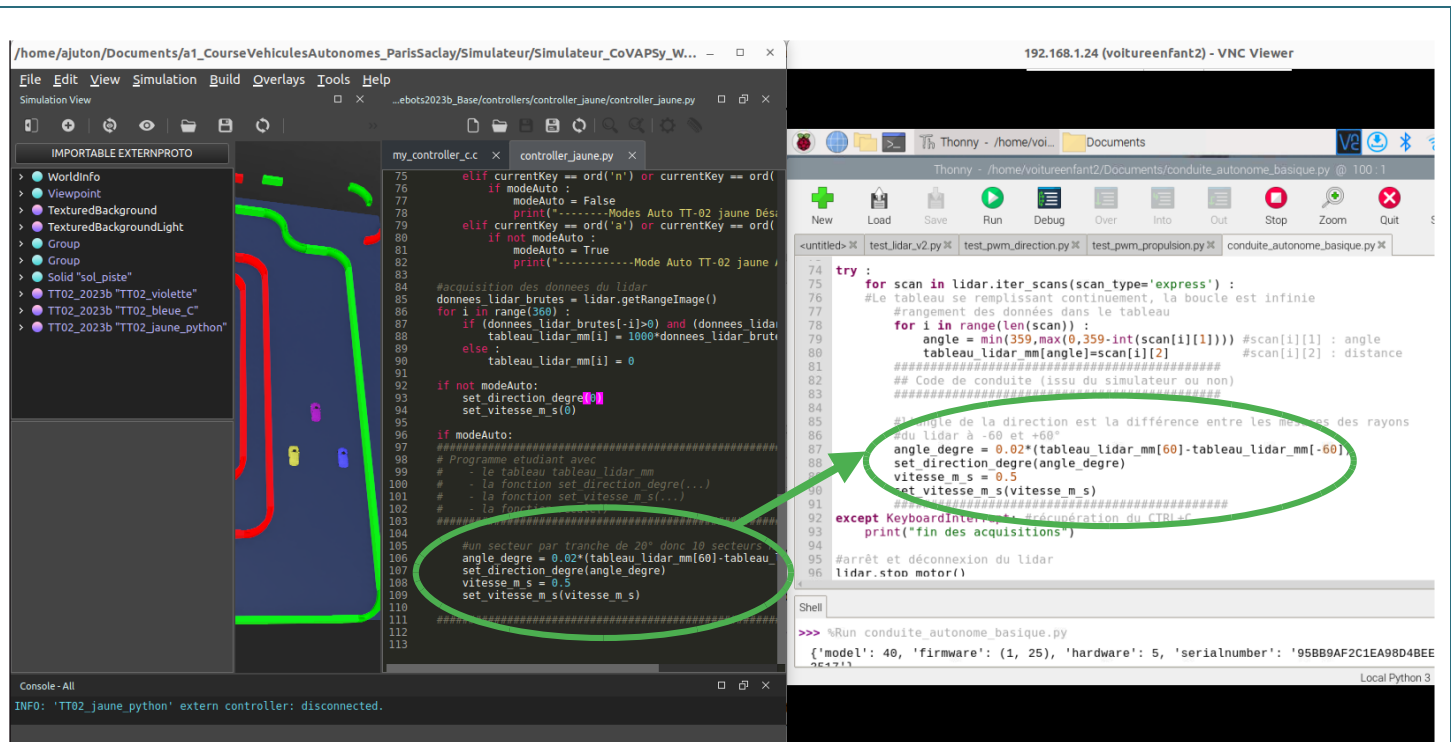 /home/ajuton/Documents/a1_CourseVehiculesAutonomes_ParisSaclay/Simulateur/Simulateur_CoVAPSy_W...
File Edit View Simulation Build Overlays Tools Help
Simulation View
IMPORTABLE EXTERNPROTO
WorldInfo
Viewpoint
TexturedBackground
TexturedBackgroundLight
Group
Group
Solid "sol_piste"
TT02_2023b "TT02_violette"
TT02_2023b "TT02_bleue_C"
TT02_2023b "TT02_jaune_python"
...ebots2023b_Base/controllers/controller_jaune/controller_jaune.py
my_controller_c.c controller_jaune.py
75 elif currentKey == ord('n') or currentKey == ord(
76 if modeAuto :
77 modeAuto = False
78 print("--------Modes Auto TT-02 jaune Désa
79 elif currentKey == ord('a') or currentKey == ord(
80 if not modeAuto :
81 modeAuto = True
82 print("------------Mode Auto TT-02 jaune A
83
84 #acquisition des donnees du lidar
85 donnees_lidar_brutes = lidar.getRangeImage()
86 for i in range(360) :
87 if (donnees_lidar_brutes[-i]>0) and (donnees_lida
88 tableau_lidar_mm[i] = 1000*donnees_lidar_brute
89 else :
90 tableau_lidar_mm[i] = 0
91
92 if not modeAuto:
93 set_direction_degre(0)
94 set_vitesse_m_s(0)
95
96 if modeAuto:
97 ######################################################
98 # Programme etudiant avec
99 # - le tableau tableau_lidar_mm
100 # - la fonction set_direction_degre(...)
101 # - la fonction set_vitesse_m_s(...)
102 # - la fonction
103 ######################################################
104
105 #un secteur par tranche de 20° donc 10 secteurs
106 angle_degre = 0.02*(tableau_lidar_mm[60]-tableau_
107 set_direction_degre(angle_degre)
108 vitesse_m_s = 0.5
109 set_vitesse_m_s(vitesse_m_s)
110
111 ######################################################
112
113
Console - All
INFO: 'TT02_jaune_python' extern controller: disconnected.
192.168.1.24 (voitureenfant2) - VNC Viewer
Thonny - /home/voi... Documents
Thonny - /home/voitureenfant2/Documents/conduite_autonome_basique.py @ 100 : 1
New Load Save Run Debug Over Into Out Stop Zoom Quit
<untitled> test_lidar_v2.py test_pwm_direction.py test_pwm_propulsion.py conduite_autonome_basique.py
74 try :
75 for scan in lidar.iter_scans(scan_type='express') :
76 #Le tableau se remplissant continuement, la boucle est infinie
77 #rangement des données dans le tableau
78 for i in range(len(scan)) :
79 angle = min(359,max(0,359-int(scan[i][1]))) #scan[i][1] : angle
80 tableau_lidar_mm[angle]=scan[i][2] #scan[i][2] : distance
81 #############################################
82 ## Code de conduite (issu du simulateur ou non)
83 #############################################
84
85 #l'angle de la direction est la différence entre les mesures des rayons
86 #du lidar à -60 et +60°
87 angle_degre = 0.02*(tableau_lidar_mm[60]-tableau_lidar_mm[-60])
88 set_direction_degre(angle_degre)
89 vitesse_m_s = 0.5
90 set_vitesse_m_s(vitesse_m_s)
91 ##############################################
92 except KeyboardInterrupt: #récupération du CTRL+C
93 print("fin des acquisitions")
94
95 #arrêt et déconnexion du lidar
96 lidar.stop_motor()
Shell
>>> %Run conduite_autonome_basique.py
{'model': 40, 'firmware': (1, 25), 'hardware': 5, 'serialnumber': '95BB9AF2C1EA98D4BEE
Local Python 3